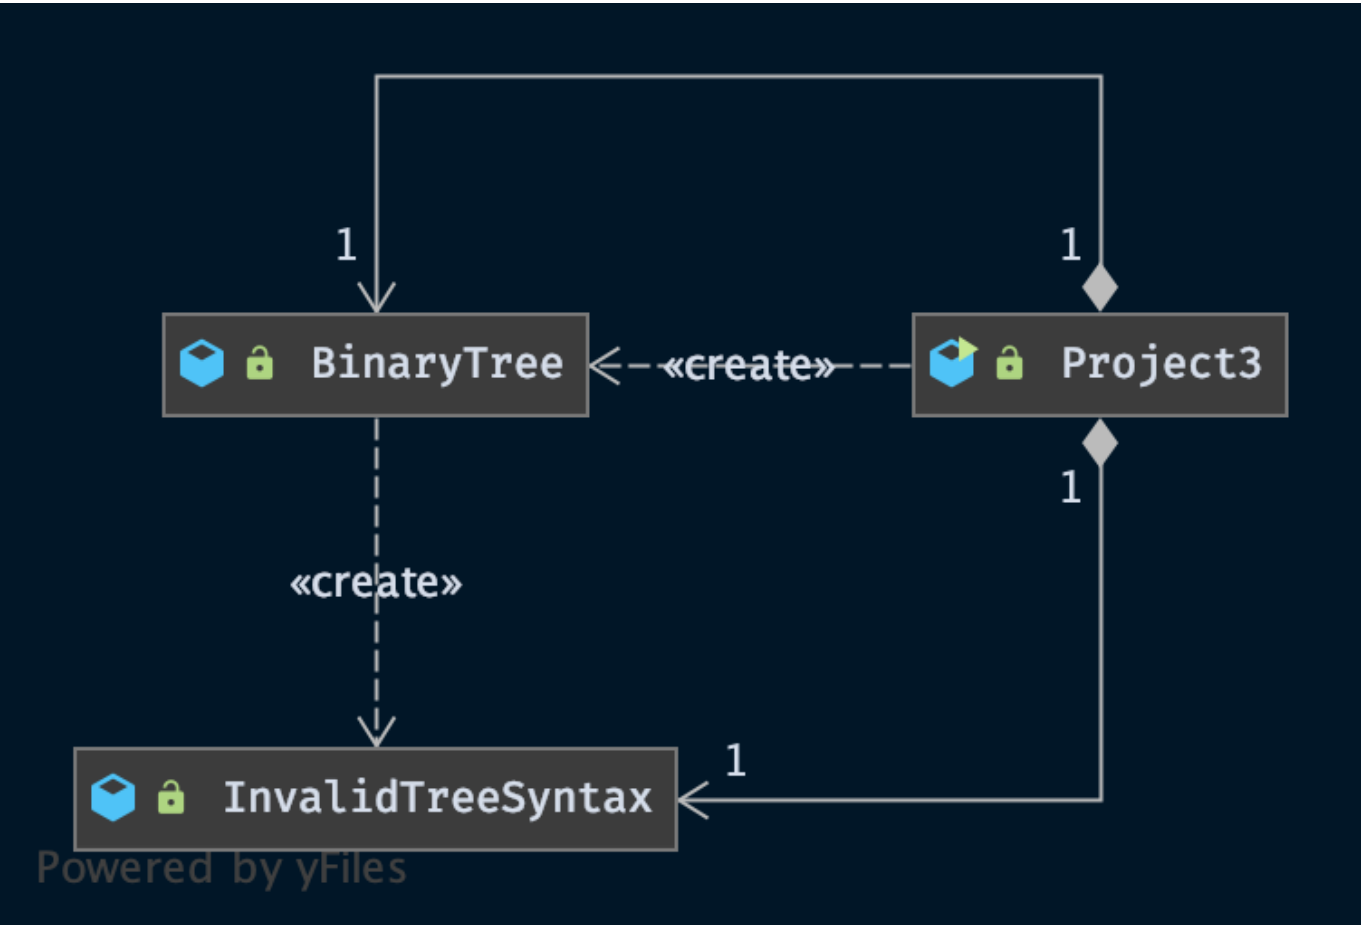 1
1
BinaryTree
«create»
Project3
1
«create»
1
InvalidTreeSyntax
Powered by yFiles